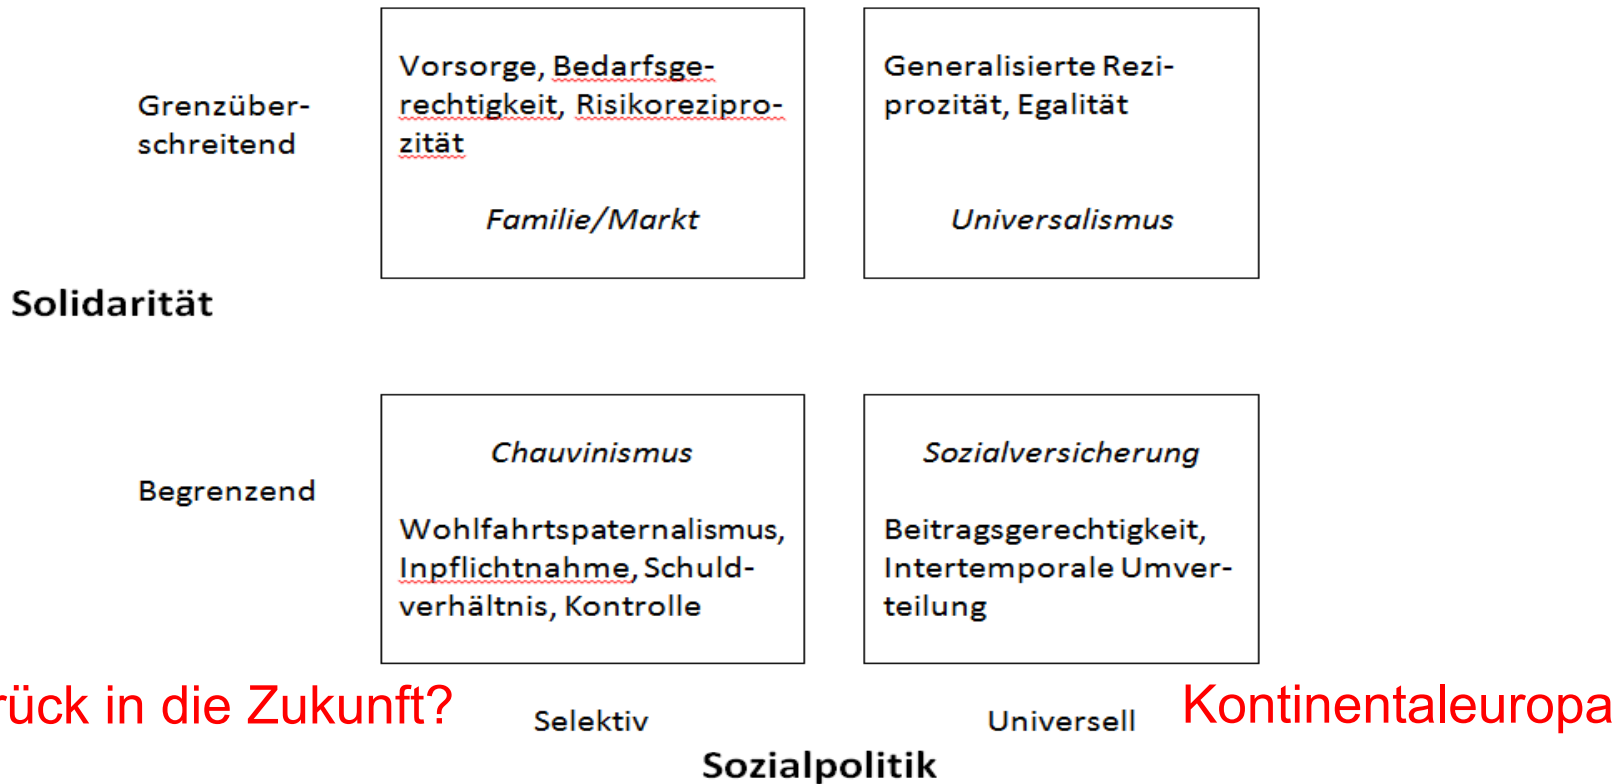 Vorsorge, Bedarfsge-
rechtigkeit, Risikorezipro-
zität
Familie/Markt
Generalisierte Rezi-
prozität, Egalität
Universalismus
Grenzüber-
schreitend
Solidarität
Begrenzend
Chauvinismus
Wohlfahrtspaternalismus,
Inpflichtnahme, Schuld-
verhältnis, Kontrolle
Sozialversicherung
Beitragsgerechtigkeit,
Intertemporale Umver-
teilung
rück in die Zukunft?
Selektiv
Universell
Kontinentaleuropa
Sozialpolitik